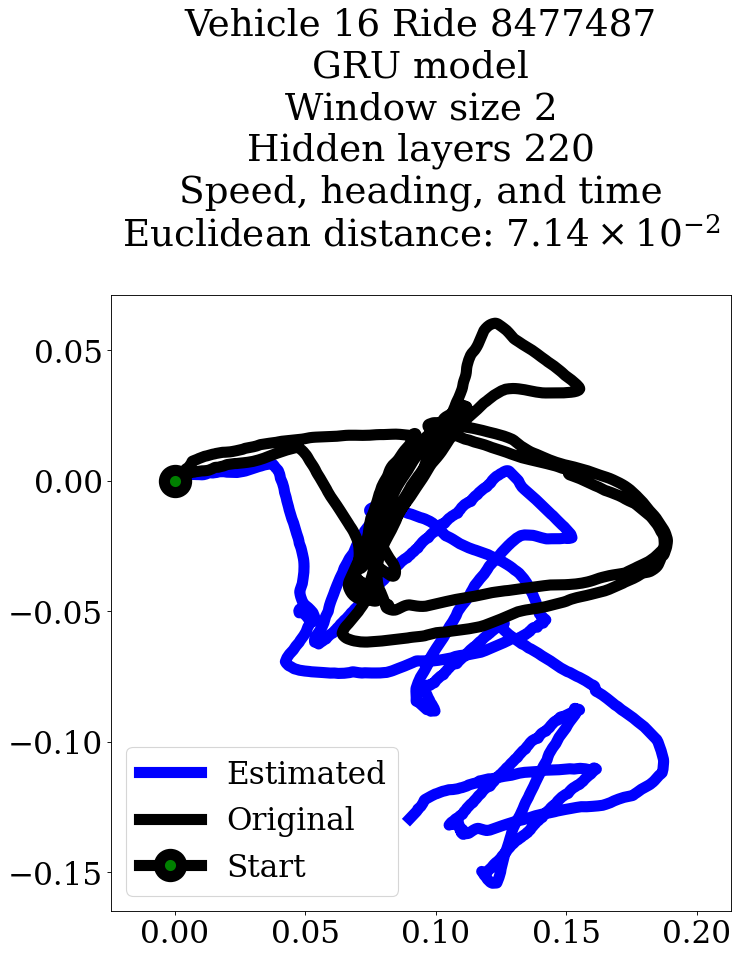 Vehicle 16 Ride 8477487
GRU model
Window size 2
Hidden layers 220
Speed, heading, and time
Euclidean distance: 7.14 × 10⁻²
0.05
0.00
−0.05
−0.10
−0.15
Estimated
Original
Start
0.00 0.05 0.10 0.15 0.20